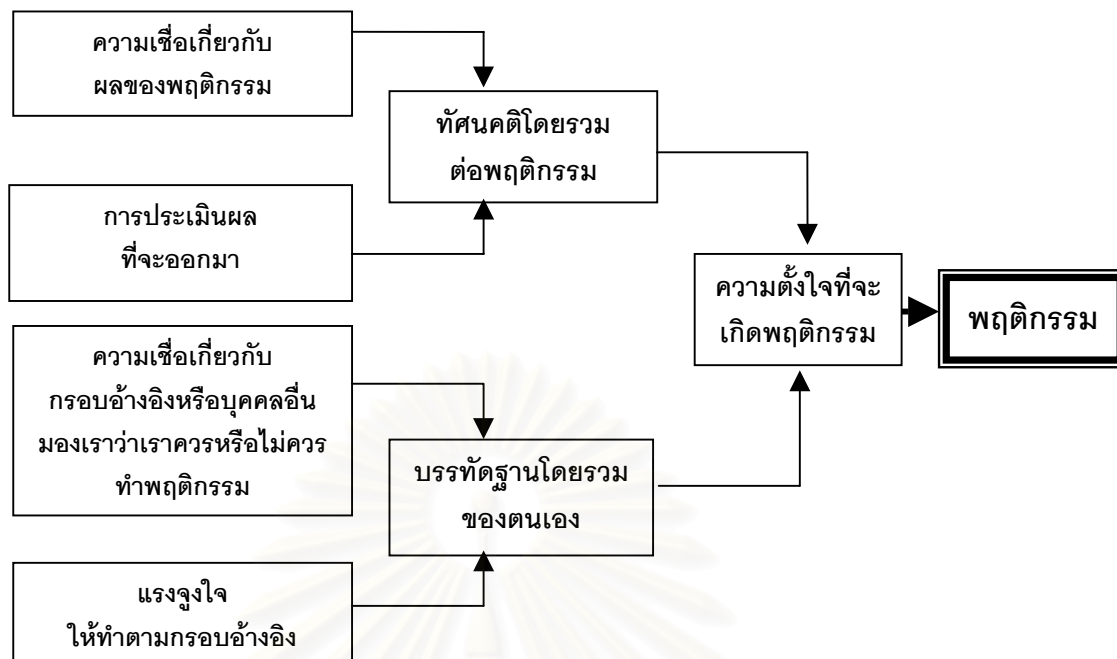 ความเชื่อเกี่ยวกับ
ผลของพฤติกรรม
ทัศนคติโดยรวม
ต่อพฤติกรรม
การประเมินผล
ที่จะออกมา
ความตั้งใจที่จะ
เกิดพฤติกรรม
พฤติกรรม
ความเชื่อเกี่ยวกับ
กรอบอ้างอิงหรือบุคคลอื่น
มองเราว่าเราควรหรือไม่ควร
ทำพฤติกรรม
บรรทัดฐานโดยรวม
ของตนเอง
แรงจูงใจ
ให้ทำตามกรอบอ้างอิง